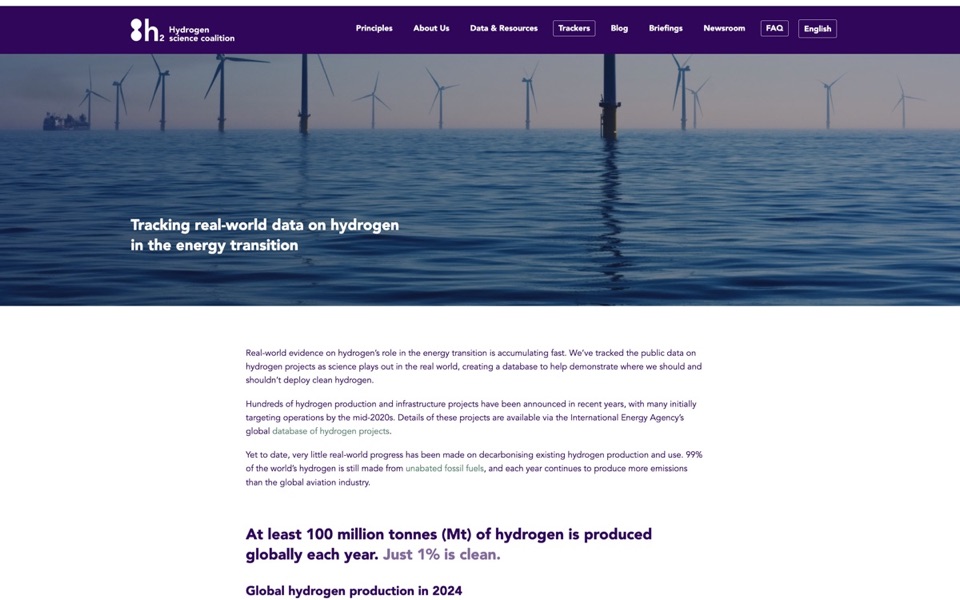 8h2 Hydrogen
science coalition
Principles About Us Data & Resources Trackers Blog Briefings Newsroom FAQ English
Tracking real-world data on hydrogen
in the energy transition
Real-world evidence on hydrogen's role in the energy transition is accumulating fast. We've tracked the public data on
hydrogen projects as science plays out in the real world, creating a database to help demonstrate where we should and
shouldn't deploy clean hydrogen.
Hundreds of hydrogen production and infrastructure projects have been announced in recent years, with many initially
targeting operations by the mid-2020s. Details of these projects are available via the International Energy Agency's
global database of hydrogen projects.
Yet to date, very little real-world progress has been made on decarbonising existing hydrogen production and use. 99%
of the world's hydrogen is still made from unabated fossil fuels, and each year continues to produce more emissions
than the global aviation industry.
At least 100 million tonnes (Mt) of hydrogen is produced
globally each year. Just 1% is clean.
Global hydrogen production in 2024